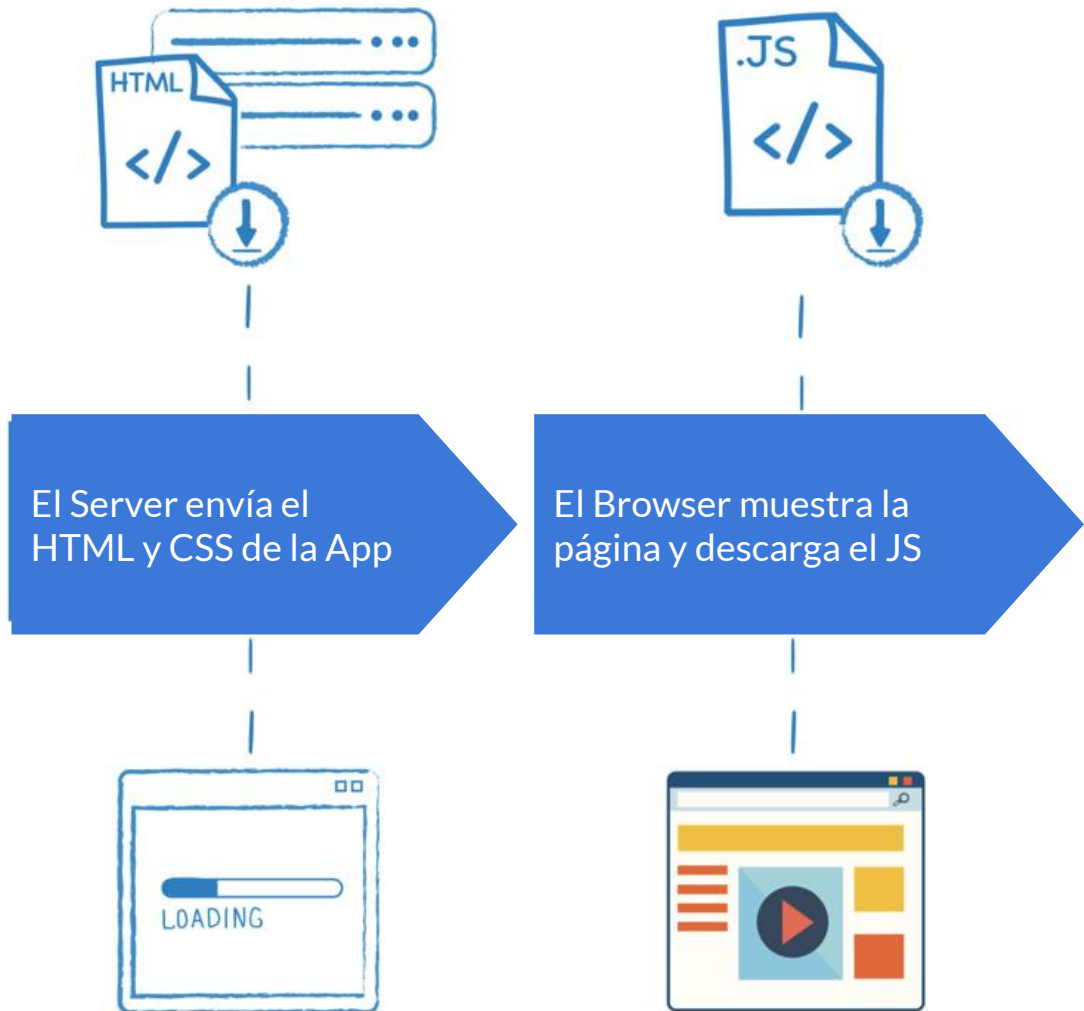 HTML
</>
.JS
</>
El Server envía el
HTML y CSS de la App
El Browser muestra la
página y descarga el JS
LOADING